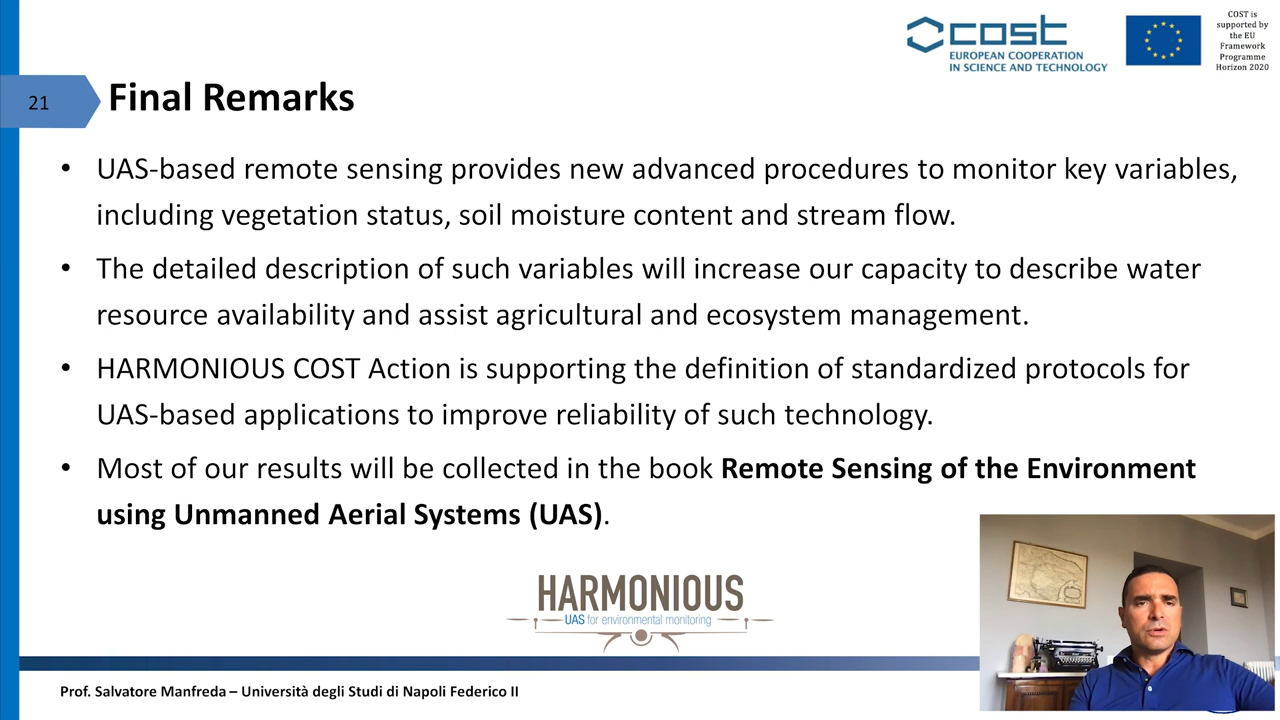 cost
EUROPEAN COOPERATION
IN SCIENCE AND TECHNOLOGY
COST is
supported by
the EU
Framework
Programme
Horizon 2020
21
Final Remarks
• UAS-based remote sensing provides new advanced procedures to monitor key variables,
including vegetation status, soil moisture content and stream flow.
• The detailed description of such variables will increase our capacity to describe water
resource availability and assist agricultural and ecosystem management.
• HARMONIOUS COST Action is supporting the definition of standardized protocols for
UAS-based applications to improve reliability of such technology.
• Most of our results will be collected in the book Remote Sensing of the Environment
using Unmanned Aerial Systems (UAS).
HARMONIOUS
UAS for environmental monitoring
Prof. Salvatore Manfreda – Università degli Studi di Napoli Federico II